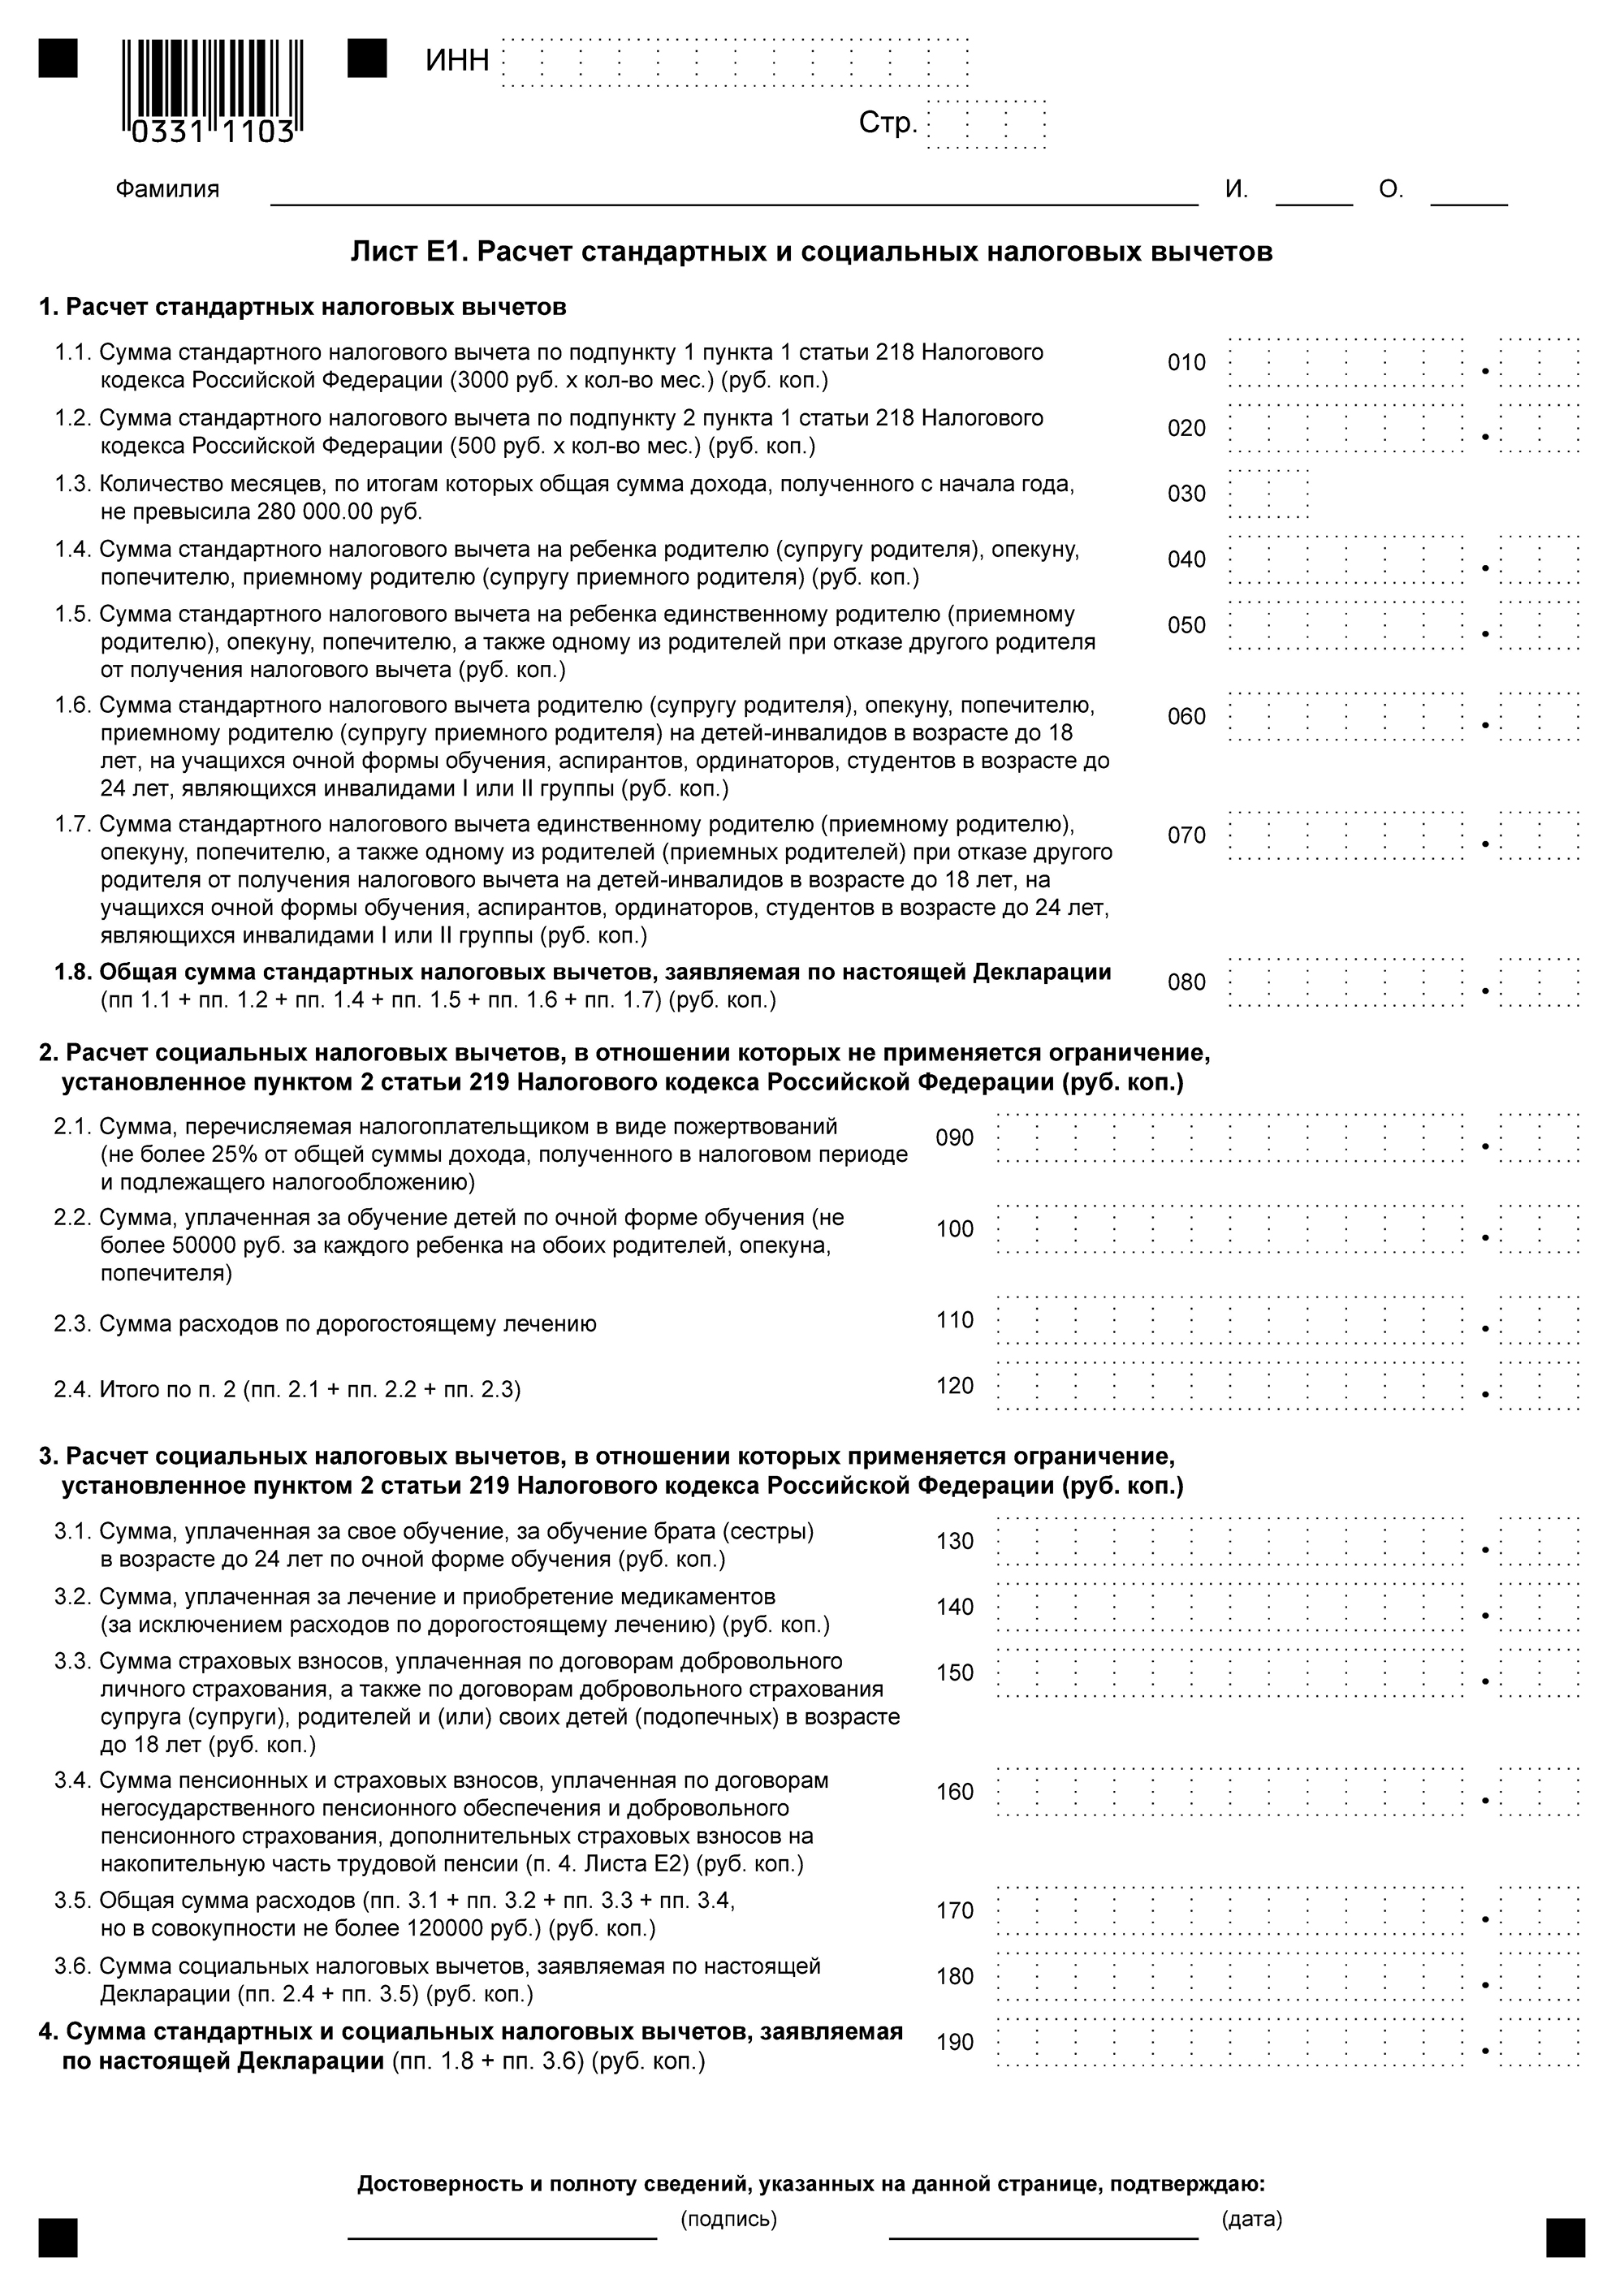 ИНН
0331 1103
Стр.
Фамилия И. О.
Лист Е1. Расчет стандартных и социальных налоговых вычетов
1. Расчет стандартных налоговых вычетов
1.1. Сумма стандартного налогового вычета по подпункту 1 пункта 1 статьи 218 Налогового 010 .
кодекса Российской Федерации (3000 руб. х кол-во мес.) (руб. коп.)
1.2. Сумма стандартного налогового вычета по подпункту 2 пункта 1 статьи 218 Налогового 020 .
кодекса Российской Федерации (500 руб. х кол-во мес.) (руб. коп.)
1.3. Количество месяцев, по итогам которых общая сумма дохода, полученного с начала года, 030
не превысила 280 000.00 руб.
1.4. Сумма стандартного налогового вычета на ребенка родителю (супругу родителя), опекуну, 040 .
попечителю, приемному родителю (супругу приемного родителя) (руб. коп.)
1.5. Сумма стандартного налогового вычета на ребенка единственному родителю (приемному 050 .
родителю), опекуну, попечителю, а также одному из родителей при отказе другого родителя
от получения налогового вычета (руб. коп.)
1.6. Сумма стандартного налогового вычета родителю (супругу родителя), опекуну, попечителю, 060 .
приемному родителю (супругу приемного родителя) на детей-инвалидов в возрасте до 18
лет, на учащихся очной формы обучения, аспирантов, ординаторов, студентов в возрасте до
24 лет, являющихся инвалидами I или II группы (руб. коп.)
1.7. Сумма стандартного налогового вычета единственному родителю (приемному родителю), 070 .
опекуну, попечителю, а также одному из родителей (приемных родителей) при отказе другого
родителя от получения налогового вычета на детей-инвалидов в возрасте до 18 лет, на
учащихся очной формы обучения, аспирантов, ординаторов, студентов в возрасте до 24 лет,
являющихся инвалидами I или II группы (руб. коп.)
1.8. Общая сумма стандартных налоговых вычетов, заявляемая по настоящей Декларации 080 .
(пп 1.1 + пп. 1.2 + пп. 1.4 + пп. 1.5 + пп. 1.6 + пп. 1.7) (руб. коп.)
2. Расчет социальных налоговых вычетов, в отношении которых не применяется ограничение,
установленное пунктом 2 статьи 219 Налогового кодекса Российской Федерации (руб. коп.)
2.1. Сумма, перечисляемая налогоплательщиком в виде пожертвований 090 .
(не более 25% от общей суммы дохода, полученного в налоговом периоде
и подлежащего налогообложению)
2.2. Сумма, уплаченная за обучение детей по очной форме обучения (не 100 .
более 50000 руб. за каждого ребенка на обоих родителей, опекуна,
попечителя)
2.3. Сумма расходов по дорогостоящему лечению 110 .
2.4. Итого по п. 2 (пп. 2.1 + пп. 2.2 + пп. 2.3) 120 .
3. Расчет социальных налоговых вычетов, в отношении которых применяется ограничение,
установленное пунктом 2 статьи 219 Налогового кодекса Российской Федерации (руб. коп.)
3.1. Сумма, уплаченная за свое обучение, за обучение брата (сестры) 130 .
в возрасте до 24 лет по очной форме обучения (руб. коп.)
3.2. Сумма, уплаченная за лечение и приобретение медикаментов 140 .
(за исключением расходов по дорогостоящему лечению) (руб. коп.)
3.3. Сумма страховых взносов, уплаченная по договорам добровольного 150 .
личного страхования, а также по договорам добровольного страхования
супруга (супруги), родителей и (или) своих детей (подопечных) в возрасте
до 18 лет (руб. коп.)
3.4. Сумма пенсионных и страховых взносов, уплаченная по договорам 160 .
негосударственного пенсионного обеспечения и добровольного
пенсионного страхования, дополнительных страховых взносов на
накопительную часть трудовой пенсии (п. 4. Листа Е2) (руб. коп.)
3.5. Общая сумма расходов (пп. 3.1 + пп. 3.2 + пп. 3.3 + пп. 3.4, 170 .
но в совокупности не более 120000 руб.) (руб. коп.)
3.6. Сумма социальных налоговых вычетов, заявляемая по настоящей 180 .
Декларации (пп. 2.4 + пп. 3.5) (руб. коп.)
4. Сумма стандартных и социальных налоговых вычетов, заявляемая 190 .
по настоящей Декларации (пп. 1.8 + пп. 3.6) (руб. коп.)
Достоверность и полноту сведений, указанных на данной странице, подтверждаю:
(подпись) (дата)